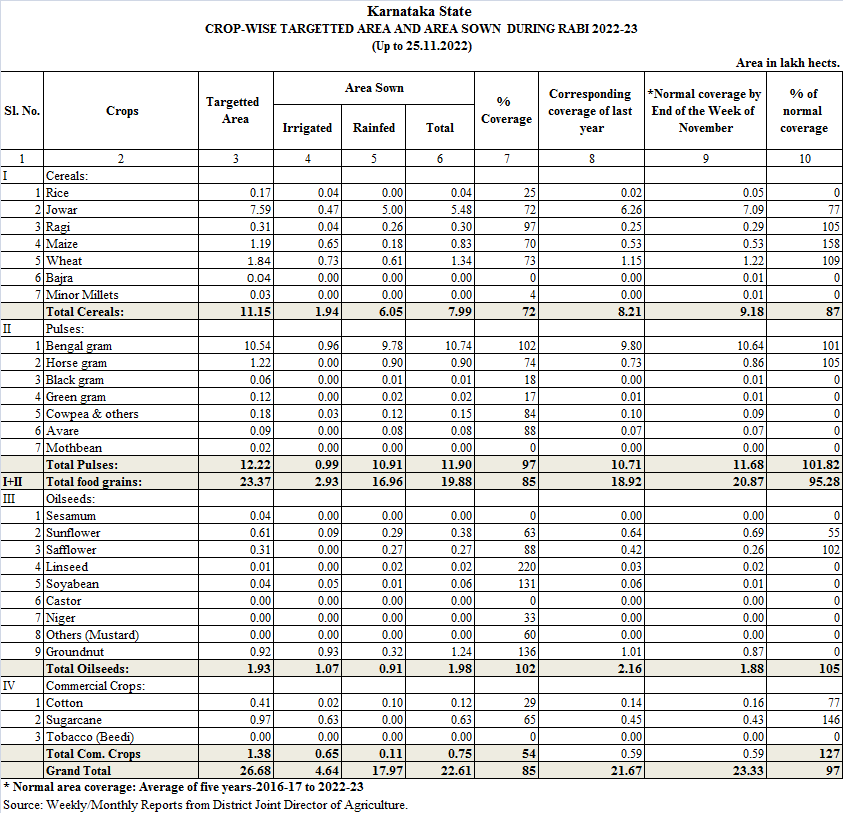 Karnataka State
CROP-WISE TARGETTED AREA AND AREA SOWN DURING RABI 2022-23
(Up to 25.11.2022)
Area in lakh hects.
Sl. No. Crops Targetted Area Area Sown % Coverage Corresponding coverage of last year *Normal coverage by End of the Week of November % of normal coverage
Irrigated Rainfed Total
1 2 3 4 5 6 7 8 9 10
I Cereals:
1 Rice 0.17 0.04 0.00 0.04 25 0.02 0.05 0
2 Jowar 7.59 0.47 5.00 5.48 72 6.26 7.09 77
3 Ragi 0.31 0.04 0.26 0.30 97 0.25 0.29 105
4 Maize 1.19 0.65 0.18 0.83 70 0.53 0.53 158
5 Wheat 1.84 0.73 0.61 1.34 73 1.15 1.22 109
6 Bajra 0.04 0.00 0.00 0.00 0 0.00 0.01 0
7 Minor Millets 0.03 0.00 0.00 0.00 4 0.00 0.01 0
Total Cereals: 11.15 1.94 6.05 7.99 72 8.21 9.18 87
II Pulses:
1 Bengal gram 10.54 0.96 9.78 10.74 102 9.80 10.64 101
2 Horse gram 1.22 0.00 0.90 0.90 74 0.73 0.86 105
3 Black gram 0.06 0.00 0.01 0.01 18 0.00 0.01 0
4 Green gram 0.12 0.00 0.02 0.02 17 0.01 0.01 0
5 Cowpea & others 0.18 0.03 0.12 0.15 84 0.10 0.09 0
6 Avare 0.09 0.00 0.08 0.08 88 0.07 0.07 0
7 Mothbean 0.02 0.00 0.00 0.00 0 0.00 0.00 0
Total Pulses: 12.22 0.99 10.91 11.90 97 10.71 11.68 101.82
I+II Total food grains: 23.37 2.93 16.96 19.88 85 18.92 20.87 95.28
III Oilseeds:
1 Sesamum 0.04 0.00 0.00 0.00 0 0.00 0.00 0
2 Sunflower 0.61 0.09 0.29 0.38 63 0.64 0.69 55
3 Safflower 0.31 0.00 0.27 0.27 88 0.42 0.26 102
4 Linseed 0.01 0.00 0.02 0.02 220 0.03 0.02 0
5 Soyabean 0.04 0.05 0.01 0.06 131 0.06 0.01 0
6 Castor 0.00 0.00 0.00 0.00 0 0.00 0.00 0
7 Niger 0.00 0.00 0.00 0.00 33 0.00 0.00 0
8 Others (Mustard) 0.00 0.00 0.00 0.00 60 0.00 0.00 0
9 Groundnut 0.92 0.93 0.32 1.24 136 1.01 0.87 0
Total Oilseeds: 1.93 1.07 0.91 1.98 102 2.16 1.88 105
IV Commercial Crops:
1 Cotton 0.41 0.02 0.10 0.12 29 0.14 0.16 77
2 Sugarcane 0.97 0.63 0.00 0.63 65 0.45 0.43 146
3 Tobacco (Beedi) 0.00 0.00 0.00 0.00 0 0.00 0.00 0
Total Com. Crops 1.38 0.65 0.11 0.75 54 0.59 0.59 127
Grand Total 26.68 4.64 17.97 22.61 85 21.67 23.33 97
* Normal area coverage: Average of five years-2016-17 to 2022-23
Source: Weekly/Monthly Reports from District Joint Director of Agriculture.